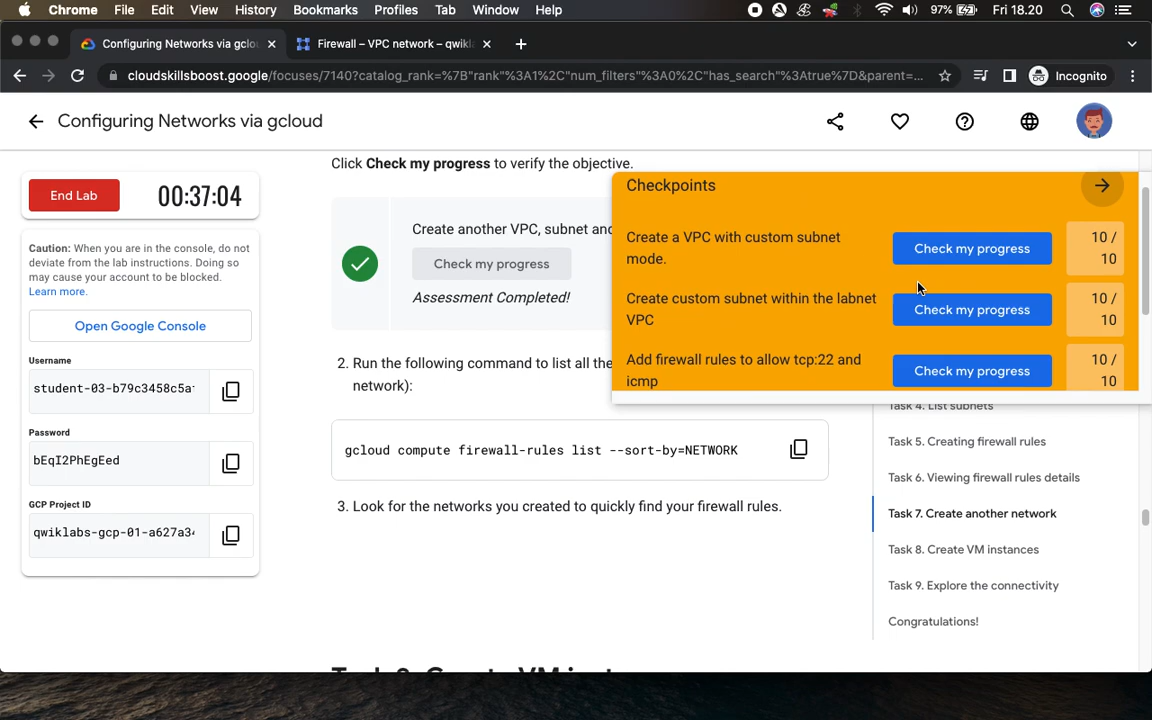 Chrome File Edit View History Bookmarks Profiles Tab Window Help 97% Fri 18.20
Configuring Networks via gclou
Firewall – VPC network – qwikla
cloudskillsboost.google/focuses/7140?catalog_rank=%7B"rank"%3A1%2C"num_filters"%3A0%2C"has_search"%3Atrue%7D&parent=...
Incognito
Configuring Networks via gcloud
End Lab 00:37:04
Caution: When you are in the console, do not
deviate from the lab instructions. Doing so
may cause your account to be blocked.
Learn more.
Open Google Console
Username
student-03-b79c3458c5a
Password
bEqI2PhEgEed
GCP Project ID
qwiklabs-gcp-01-a627a3
Click Check my progress to verify the objective.
Create another VPC, subnet and
Check my progress
Assessment Completed!
2. Run the following command to list all the
network):
gcloud compute firewall-rules list --sort-by=NETWORK
3. Look for the networks you created to quickly find your firewall rules.
Checkpoints
Create a VPC with custom subnet
mode.
Check my progress
10 /
10
Create custom subnet within the labnet
VPC
Check my progress
10 /
10
Add firewall rules to allow tcp:22 and
icmp
Check my progress
10 /
10
Task 4. List subnets
Task 5. Creating firewall rules
Task 6. Viewing firewall rules details
Task 7. Create another network
Task 8. Create VM instances
Task 9. Explore the connectivity
Congratulations!